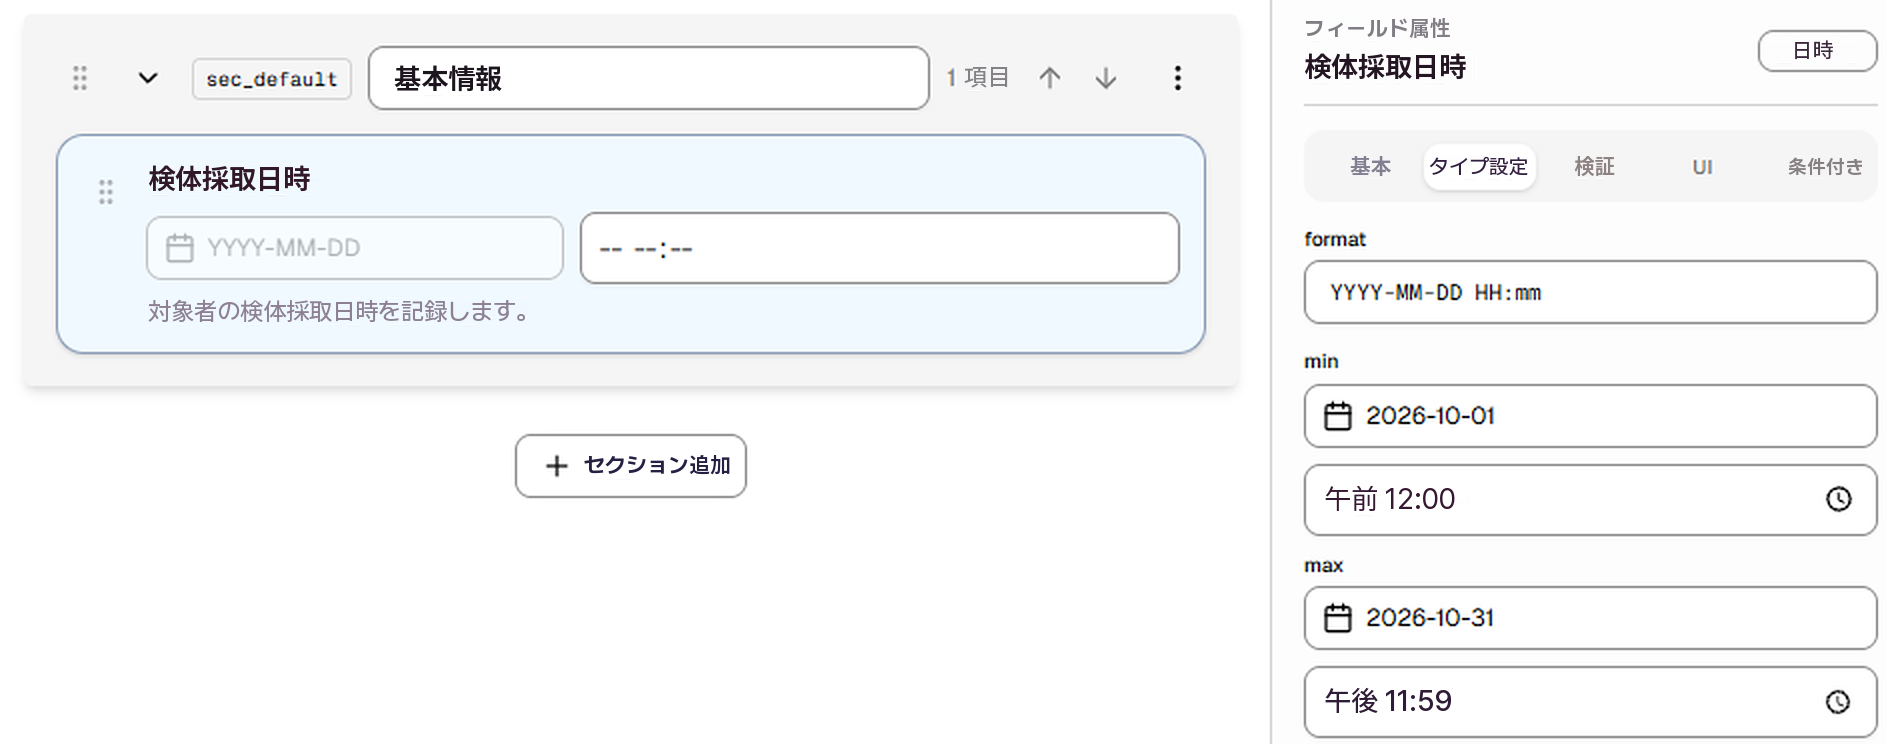 sec_default
基本情報
1 項目
検体採取日時
YYYY-MM-DD
-- --:--
対象者の検体採取日時を記録します。
セクション追加
フィールド属性
検体採取日時
日時
基本
タイプ設定
検証
UI
条件付き
format
YYYY-MM-DD HH:mm
min
2026-10-01
午前 12:00
max
2026-10-31
午後 11:59